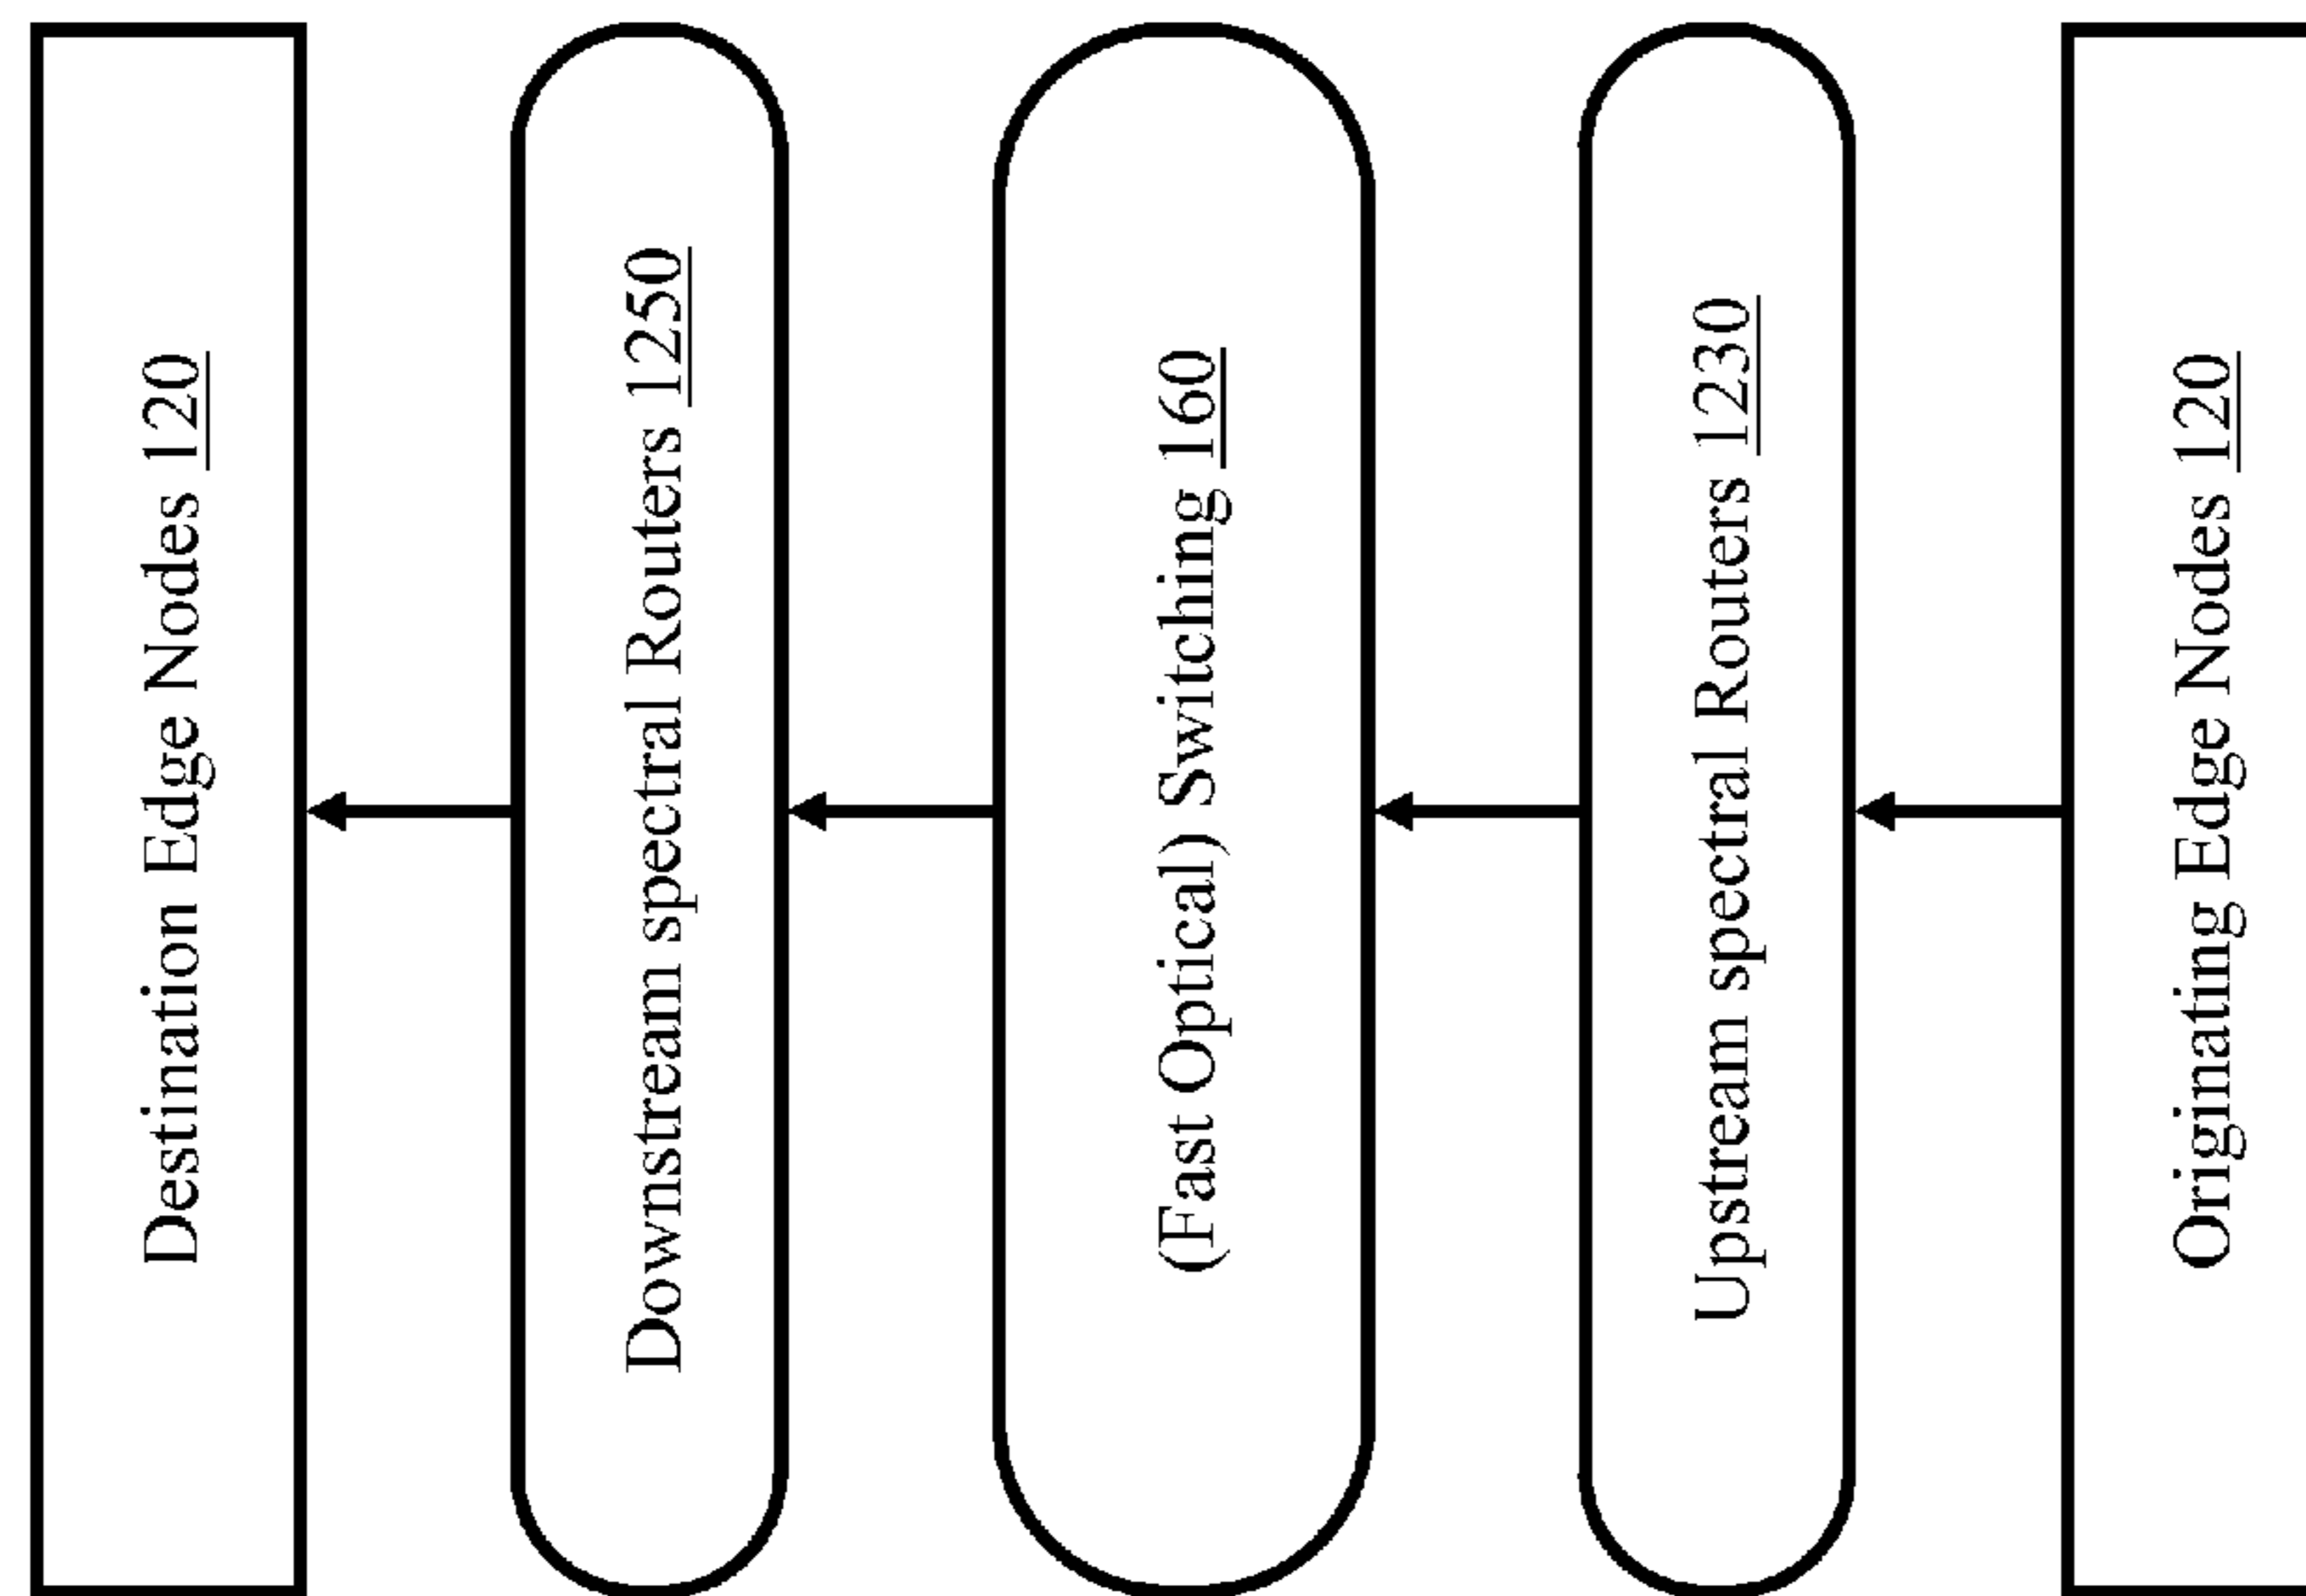 Destination Edge Nodes 120
Downstream spectral Routers 1250
(Fast Optical) Switching 160
Upstream spectral Routers 1230
Originating Edge Nodes 120